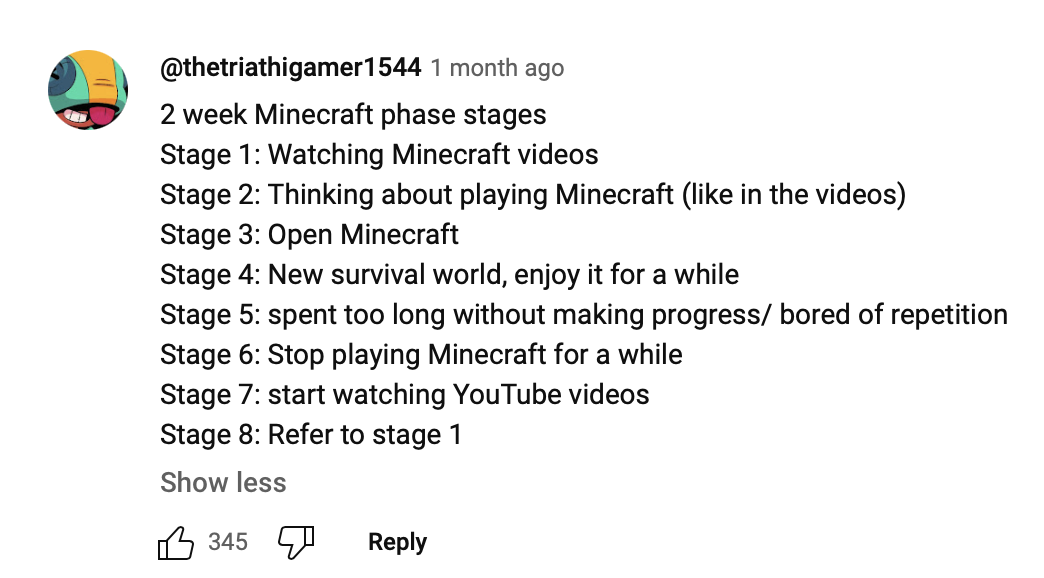 @thetriathigamer1544 1 month ago
2 week Minecraft phase stages
Stage 1: Watching Minecraft videos
Stage 2: Thinking about playing Minecraft (like in the videos)
Stage 3: Open Minecraft
Stage 4: New survival world, enjoy it for a while
Stage 5: spent too long without making progress/ bored of repetition
Stage 6: Stop playing Minecraft for a while
Stage 7: start watching YouTube videos
Stage 8: Refer to stage 1
Show less
345 Reply